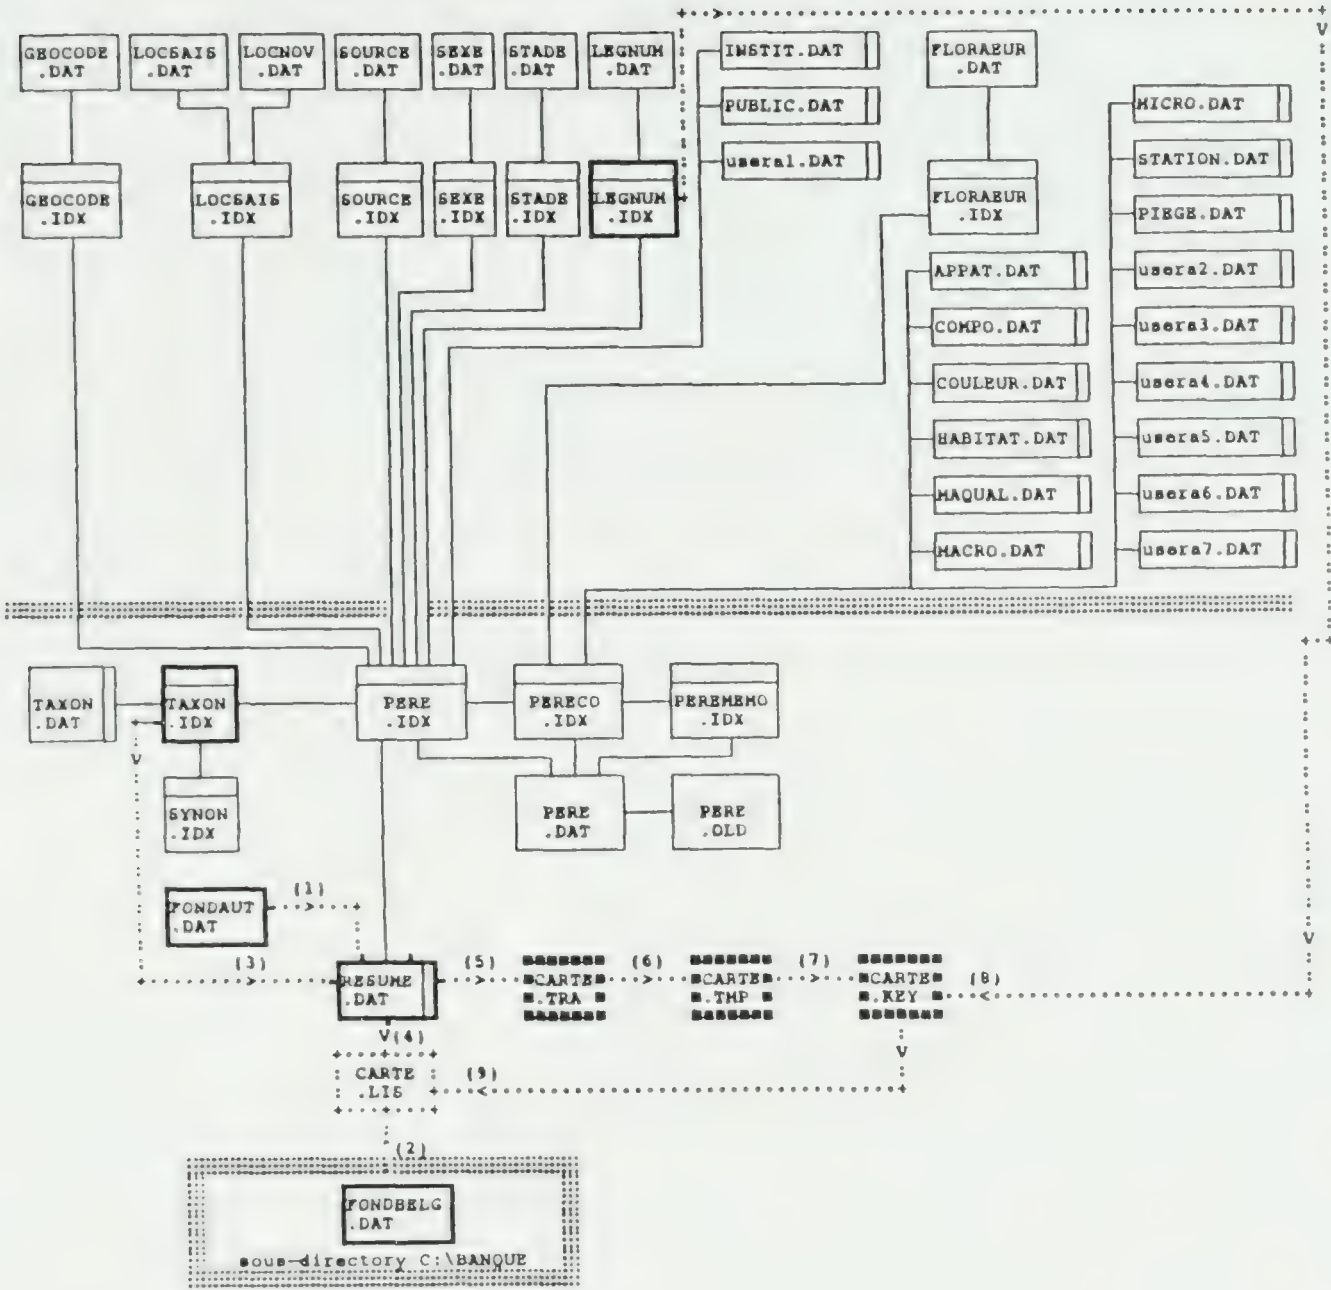 GEOCODE
.DAT
LOCSAIS
.DAT
LOCNOV
.DAT
SOURCE
.DAT
SEXE
.DAT
STADE
.DAT
LEGNUM
.DAT
INSTIT.DAT
FLORAEUR
.DAT
PUBLIC.DAT
MICRO.DAT
usera1.DAT
STATION.DAT
GEOCODE
.IDX
LOCSAIS
.IDX
SOURCE
.IDX
SEXE
.IDX
STADE
.IDX
LEGNUM
.IDX
FLORAEUR
.IDX
PIEGE.DAT
APPAT.DAT
usera2.DAT
COMPO.DAT
usera3.DAT
COULEUR.DAT
usera4.DAT
HABITAT.DAT
usera5.DAT
MAQUAL.DAT
usera6.DAT
MACRO.DAT
usera7.DAT
TAXON
.DAT
TAXON
.IDX
PERE
.IDX
PERECO
.IDX
PEREMEMO
.IDX
SYNON
.IDX
PERE
.DAT
PERE
.OLD
FONDAUT
.DAT
(1)
(3)
RESUME
.DAT
(5)
CARTE
.TRA
(6)
CARTE
.TMP
(7)
CARTE
.KEY
(8)
(4)
CARTE
.LIS
(9)
(2)
FONDBELG
.DAT
sous-directory C:\BANQUE